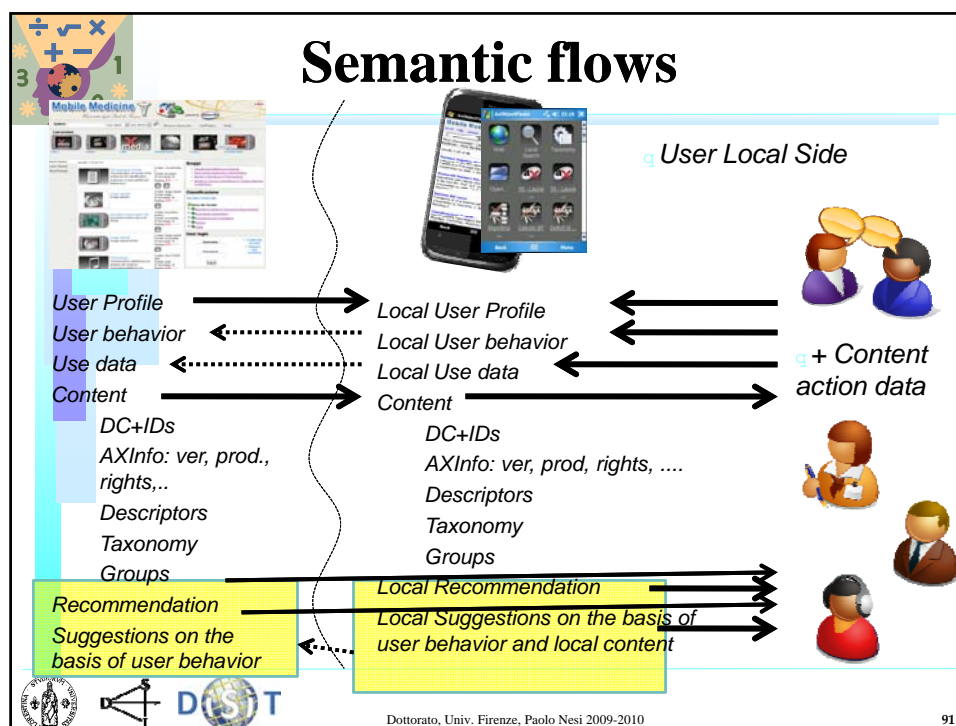 Semantic flows
Mobile Medicine
q User Local Side
User Profile
User behavior
Use data
Content
DC+IDs
AXInfo: ver, prod.,
rights,..
Descriptors
Taxonomy
Groups
Recommendation
Suggestions on the
basis of user behavior
Local User Profile
Local User behavior
Local Use data
Content
DC+IDs
AXInfo: ver, prod, rights, ....
Descriptors
Taxonomy
Groups
Local Recommendation
Local Suggestions on the basis of
user behavior and local content
q + Content
action data
DISIT
Dottorato, Univ. Firenze, Paolo Nesi 2009-2010
91